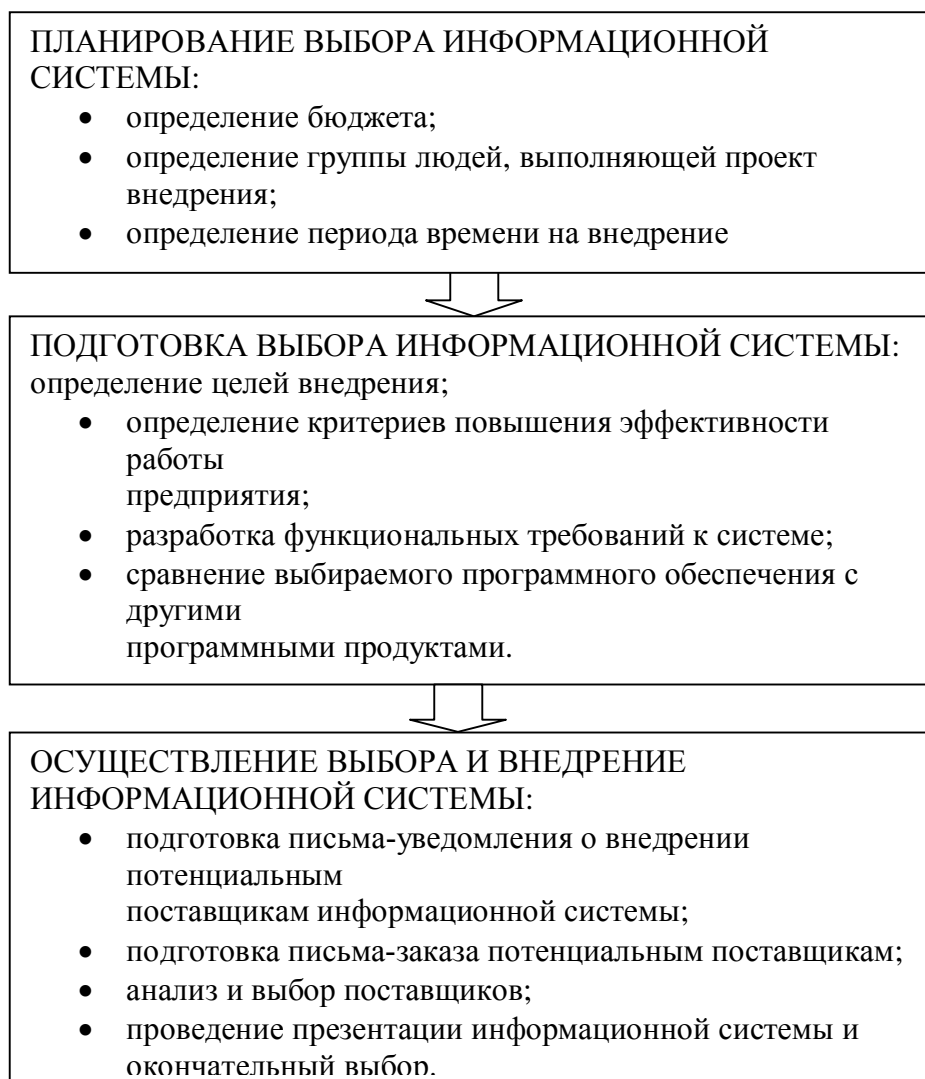 ПЛАНИРОВАНИЕ ВЫБОРА ИНФОРМАЦИОННОЙ
СИСТЕМЫ:
• определение бюджета;
• определение группы людей, выполняющей проект
внедрения;
• определение периода времени на внедрение
ПОДГОТОВКА ВЫБОРА ИНФОРМАЦИОННОЙ СИСТЕМЫ:
определение целей внедрения;
• определение критериев повышения эффективности
работы
предприятия;
• разработка функциональных требований к системе;
• сравнение выбираемого программного обеспечения с
другими
программными продуктами.
ОСУЩЕСТВЛЕНИЕ ВЫБОРА И ВНЕДРЕНИЕ
ИНФОРМАЦИОННОЙ СИСТЕМЫ:
• подготовка письма-уведомления о внедрении
потенциальным
поставщикам информационной системы;
• подготовка письма-заказа потенциальным поставщикам;
• анализ и выбор поставщиков;
• проведение презентации информационной системы и
окончательный выбор.